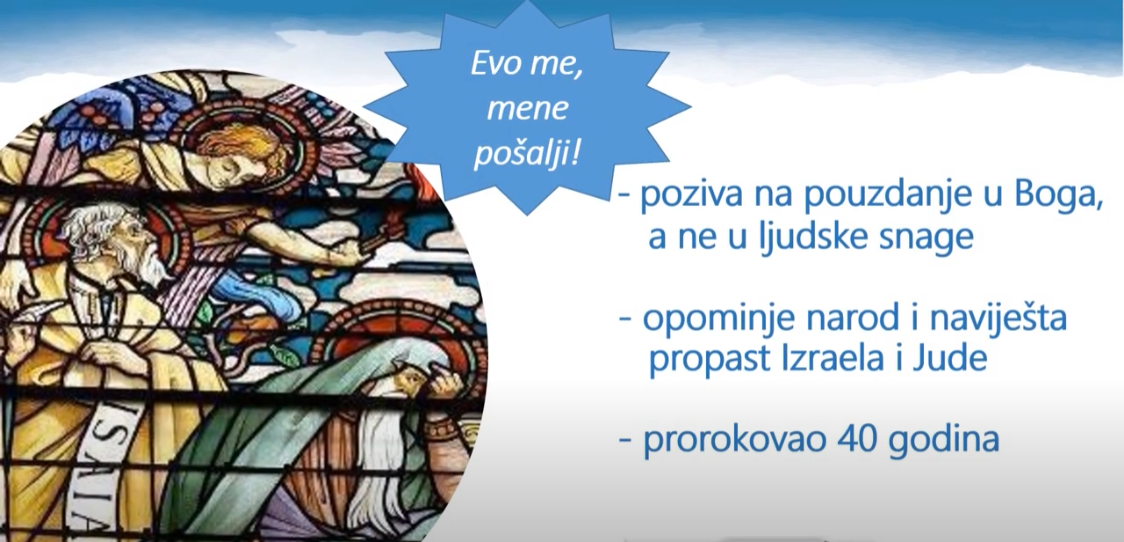 Evo me,
mene
pošalji!
- poziva na pouzdanje u Boga,
a ne u ljudske snage
- opominje narod i naviješta
propast Izraela i Jude
- prorokovao 40 godina
ISAIA